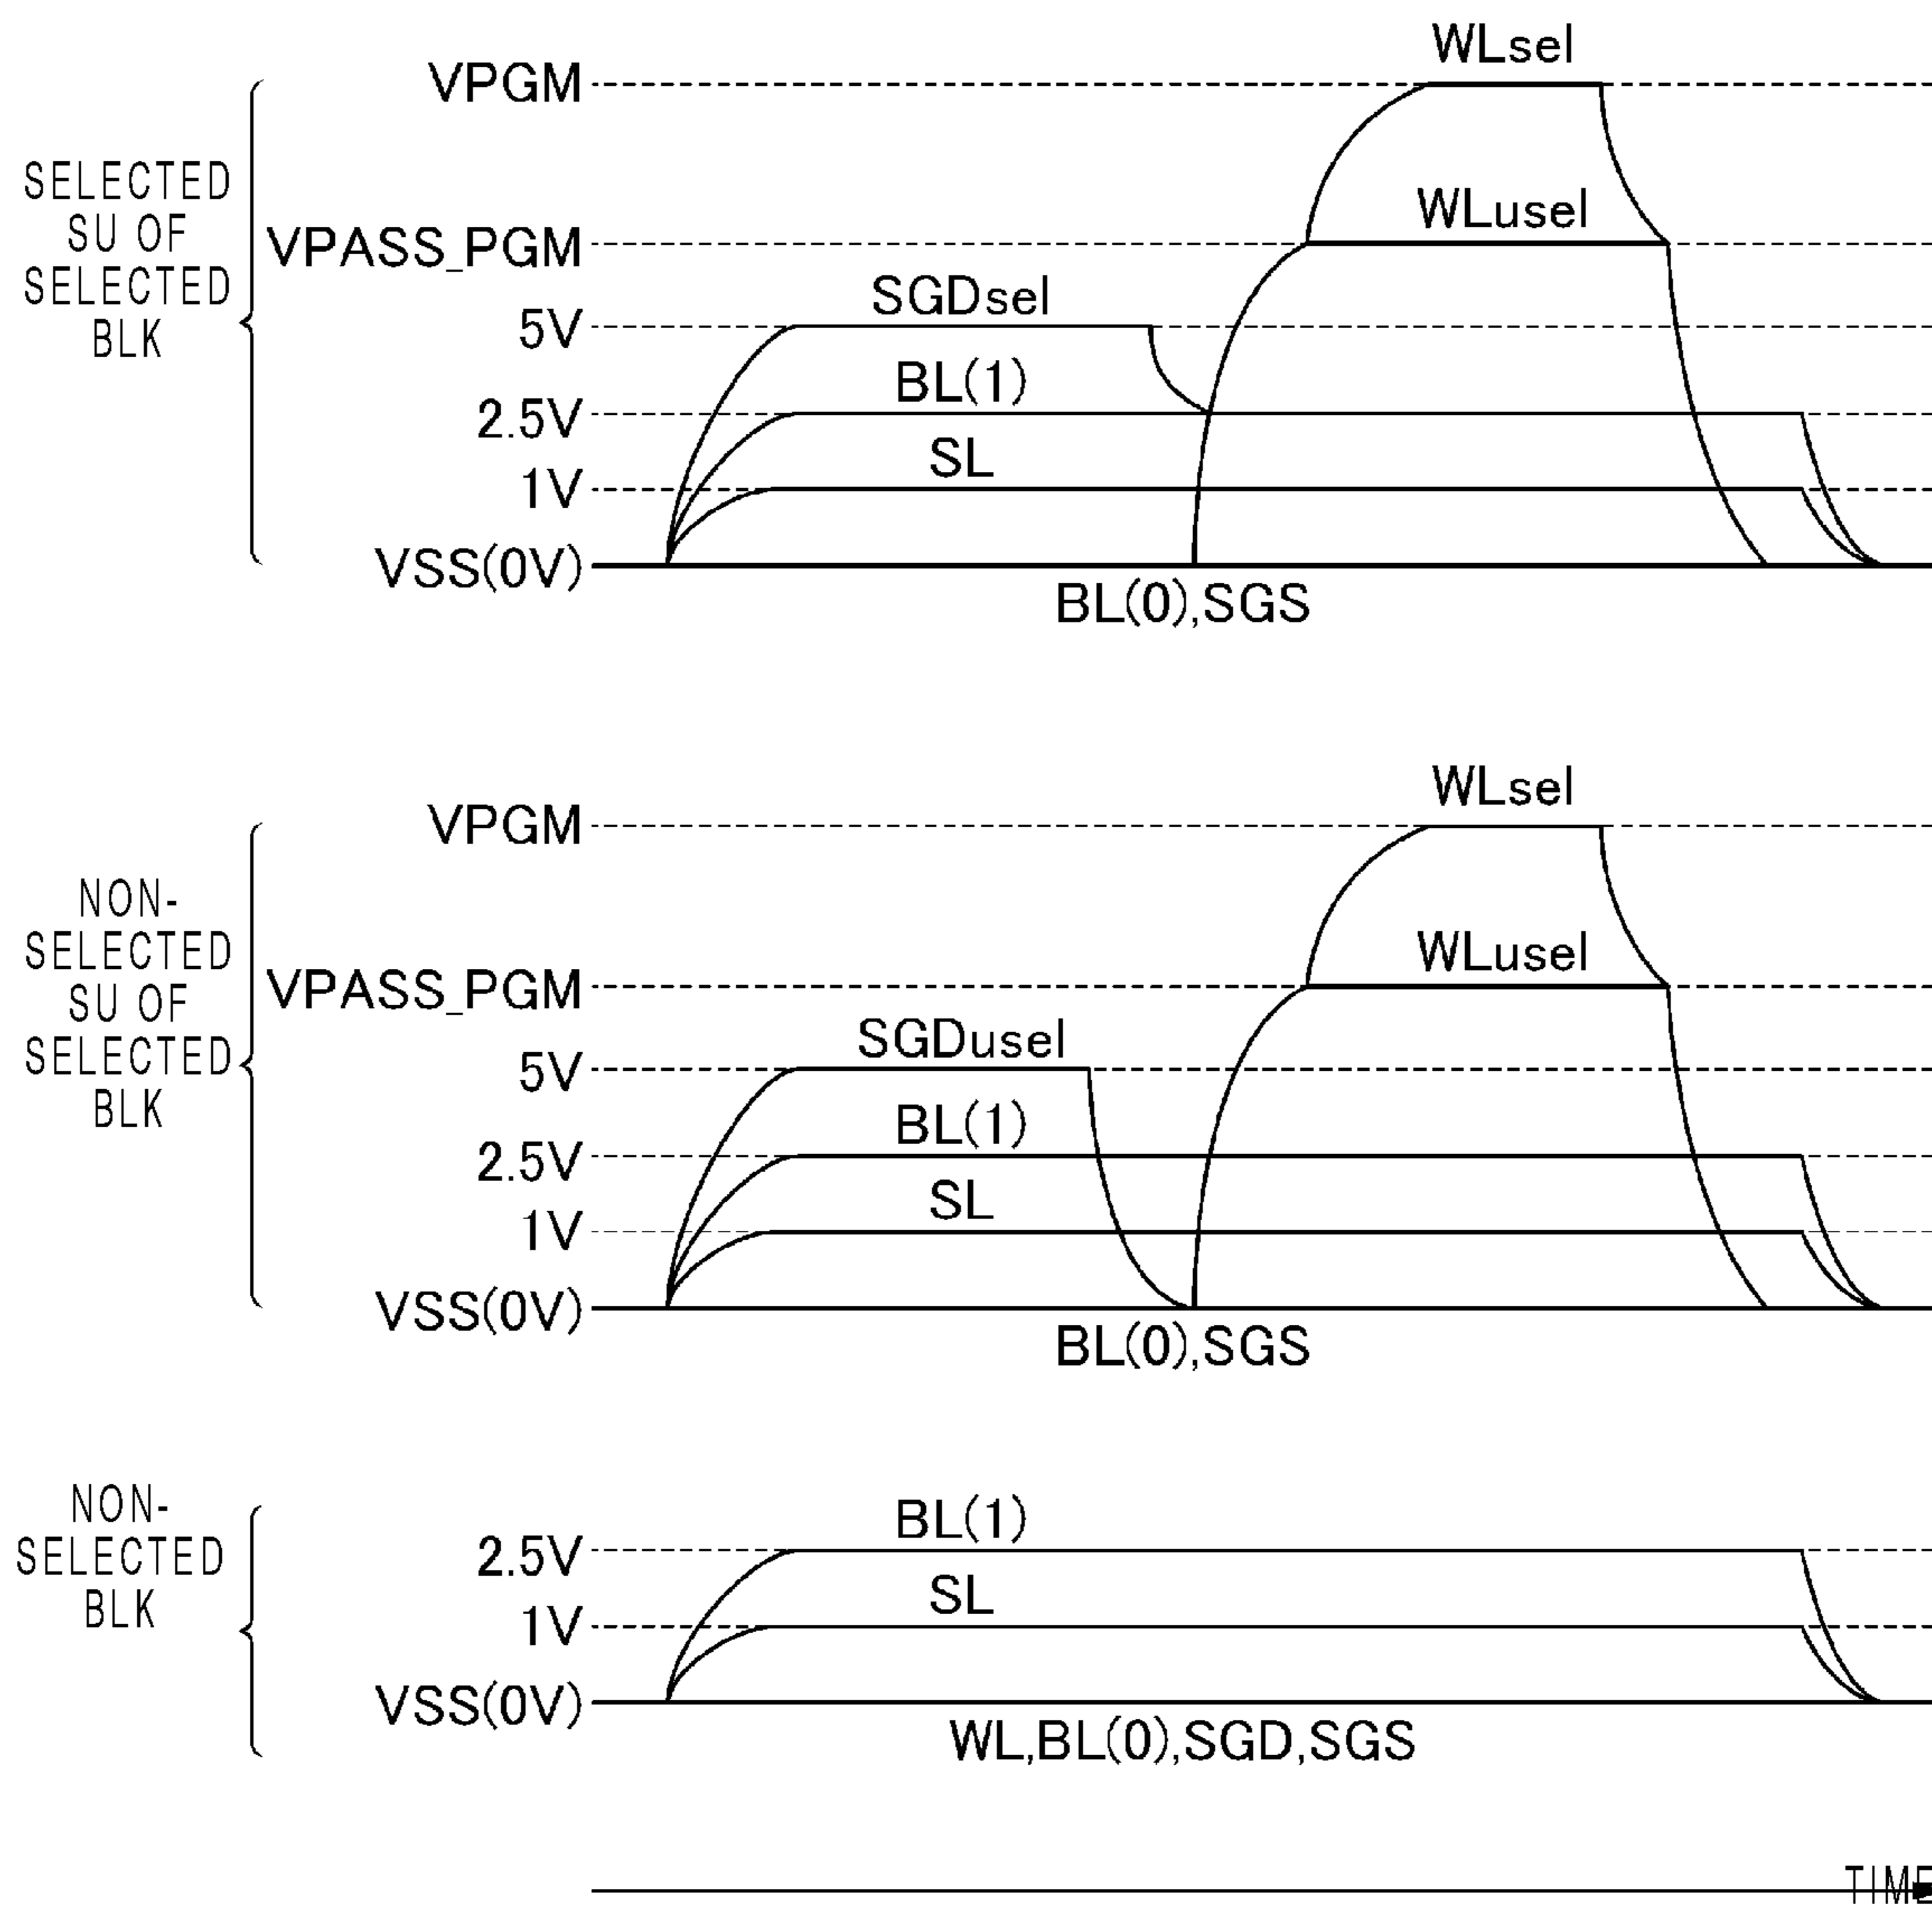 SELECTED
SU OF
SELECTED
BLK
VPGM
VPASS_PGM
5V
2.5V
1V
VSS(0V)
WLsel
WLusel
SGDsel
BL(1)
SL
BL(0),SGS
NON-
SELECTED
SU OF
SELECTED
BLK
VPGM
VPASS_PGM
5V
2.5V
1V
VSS(0V)
WLsel
WLusel
SGDusel
BL(1)
SL
BL(0),SGS
NON-
SELECTED
BLK
2.5V
1V
VSS(0V)
BL(1)
SL
WL,BL(0),SGD,SGS
TIME